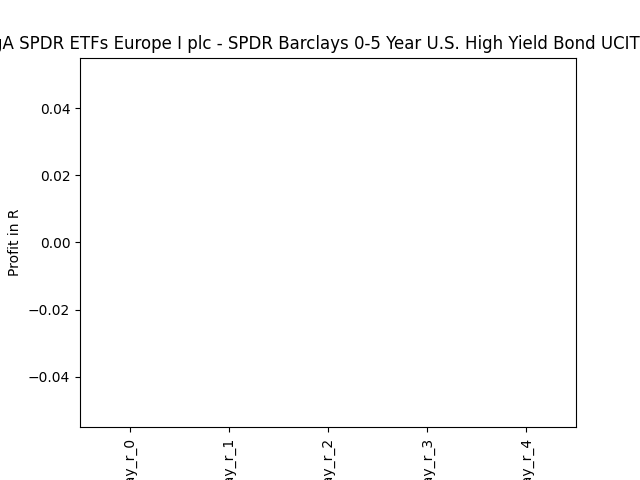 SPDR ETFs Europe I plc - SPDR Barclays 0-5 Year U.S. High Yield Bond UCIT
0.04
0.02
0.00
−0.02
−0.04
Profit in R
ay_r_0
ay_r_1
ay_r_2
ay_r_3
ay_r_4